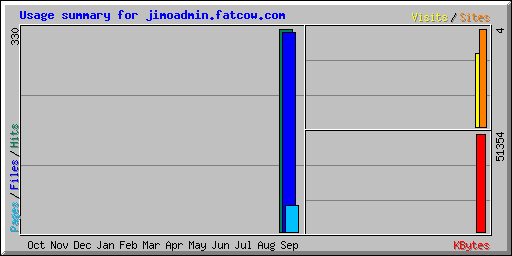 Usage summary for jimoadmin.fatcow.com
Visits / Sites
330
4
Pages / Files / Hits
51354
Oct Nov Dec Jan Feb Mar Apr May Jun Jul Aug Sep
KBytes